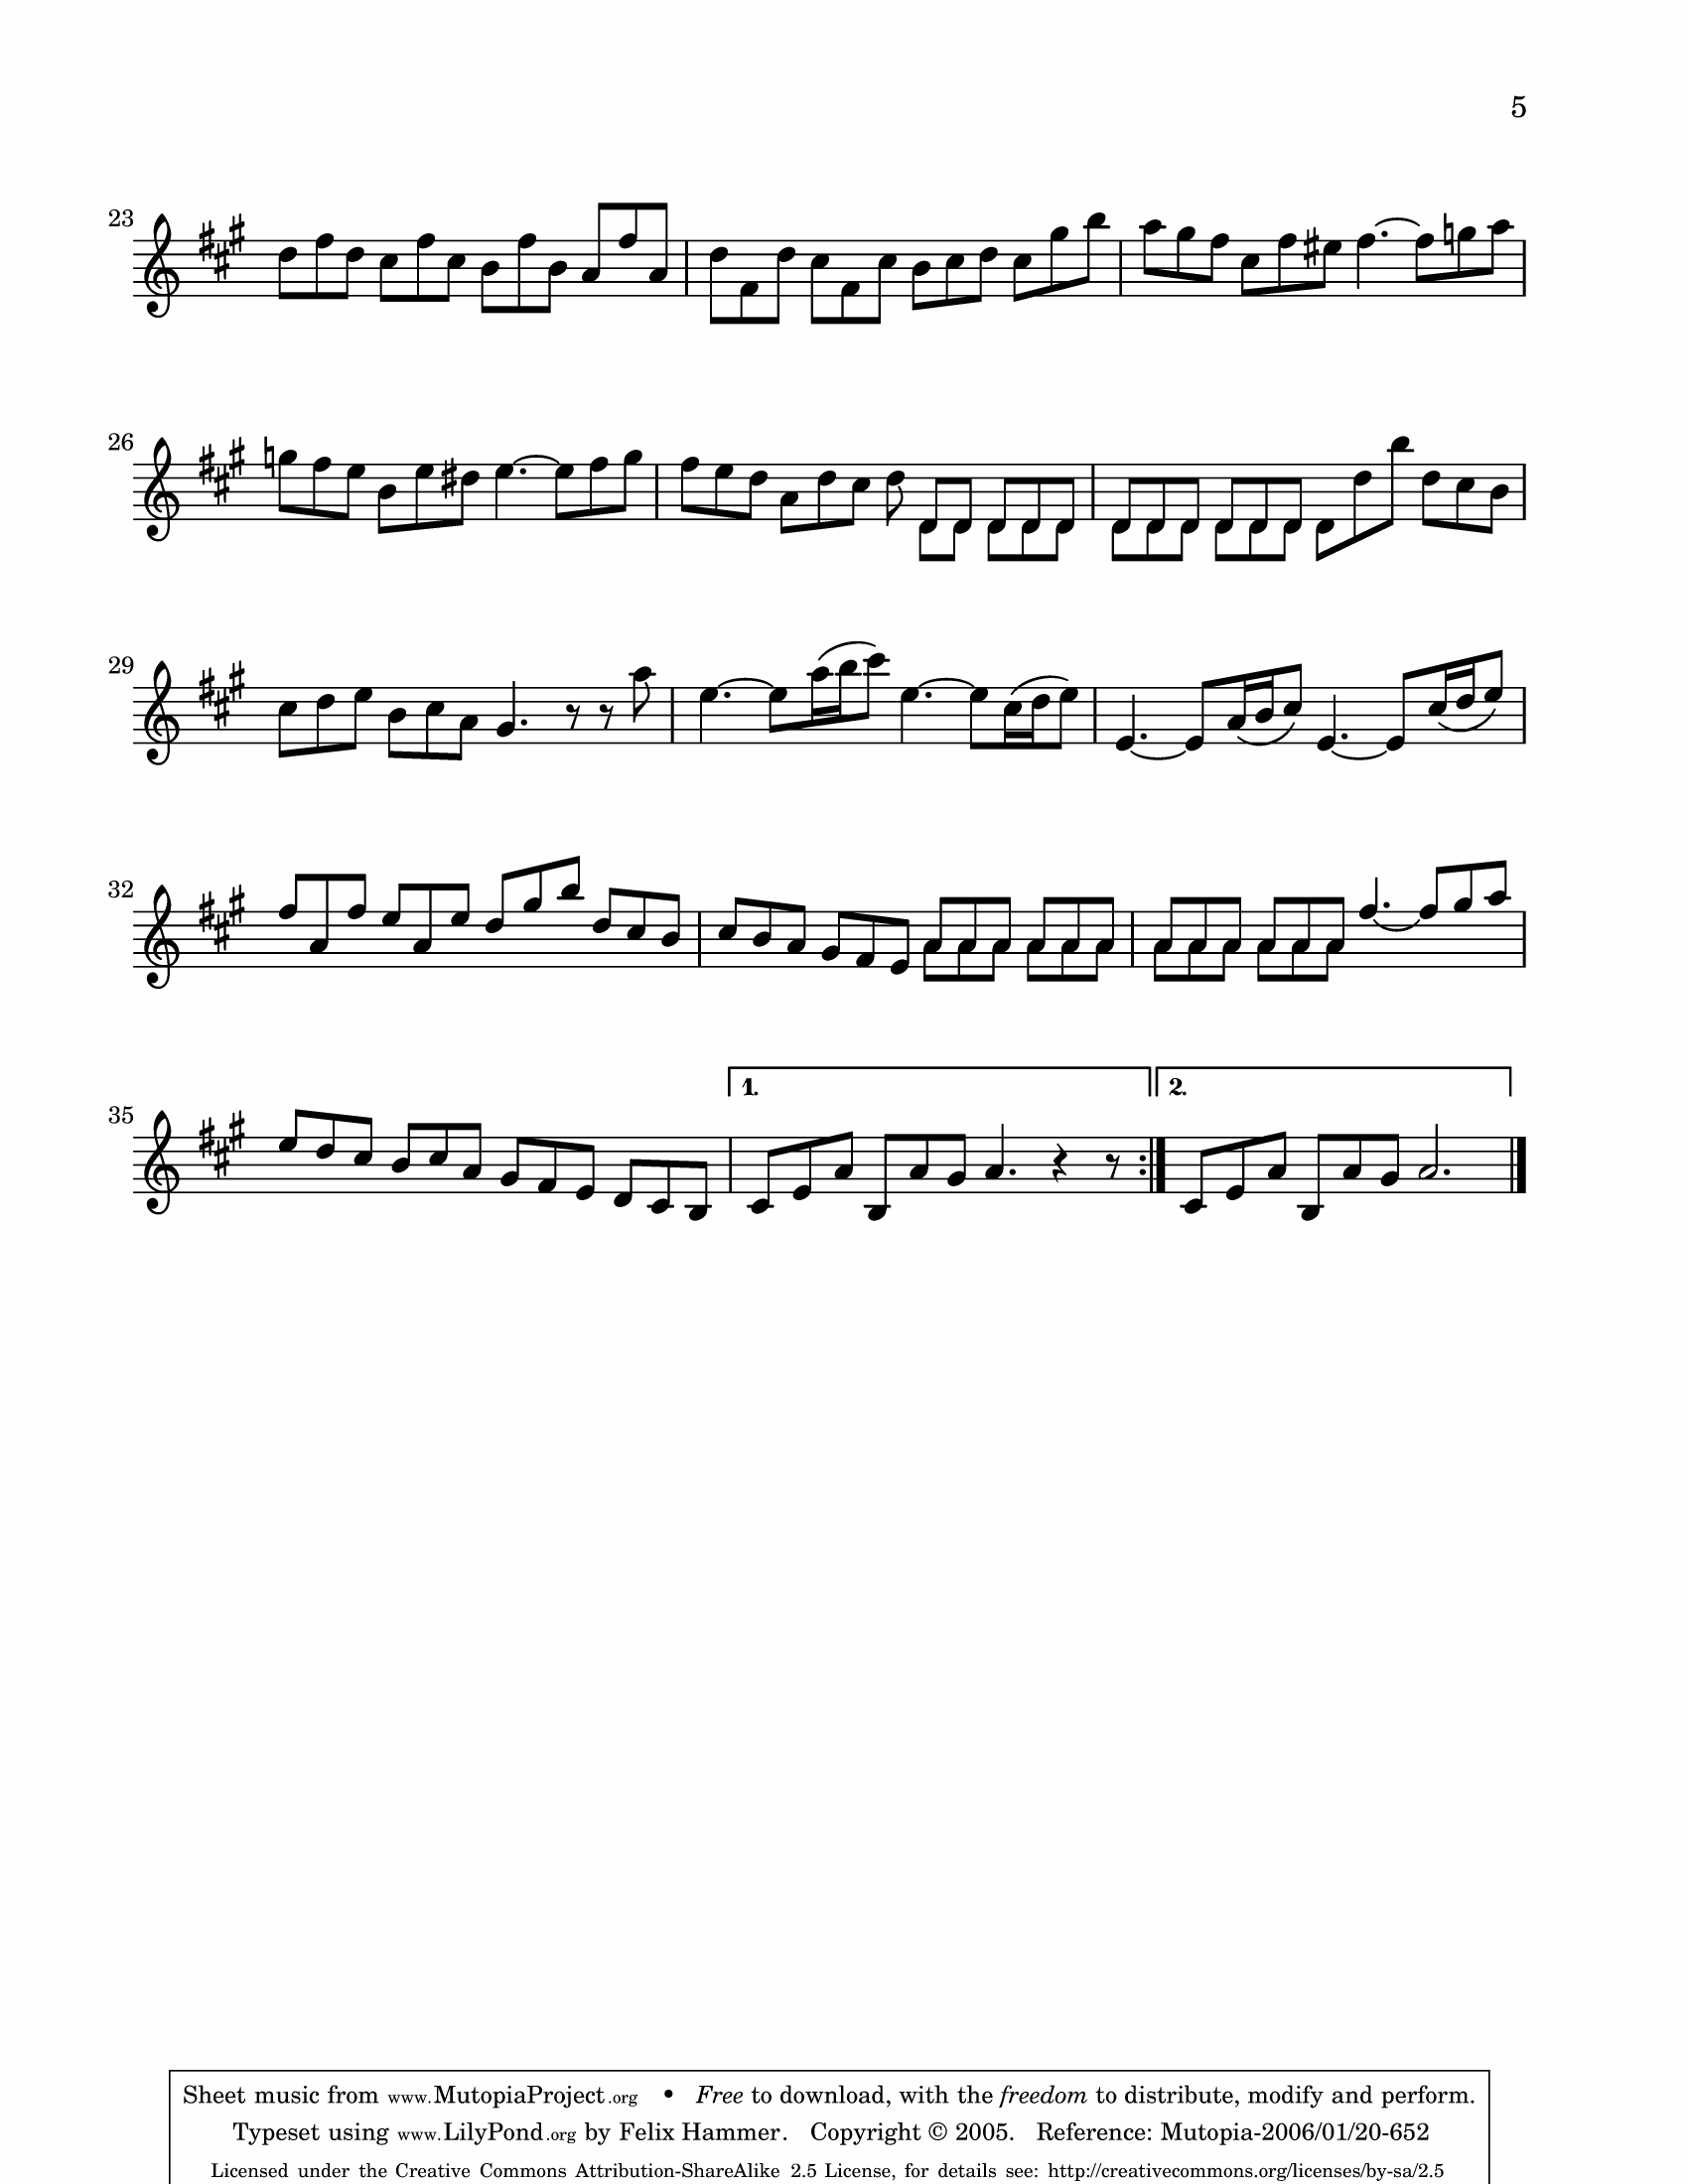 5
23
26
29
32
35
1.
2.
Sheet music from www.MutopiaProject.org • Free to download, with the freedom to distribute, modify and perform.
Typeset using www.LilyPond.org by Felix Hammer. Copyright © 2005. Reference: Mutopia-2006/01/20-652
Licensed under the Creative Commons Attribution-ShareAlike 2.5 License, for details see: http://creativecommons.org/licenses/by-sa/2.5